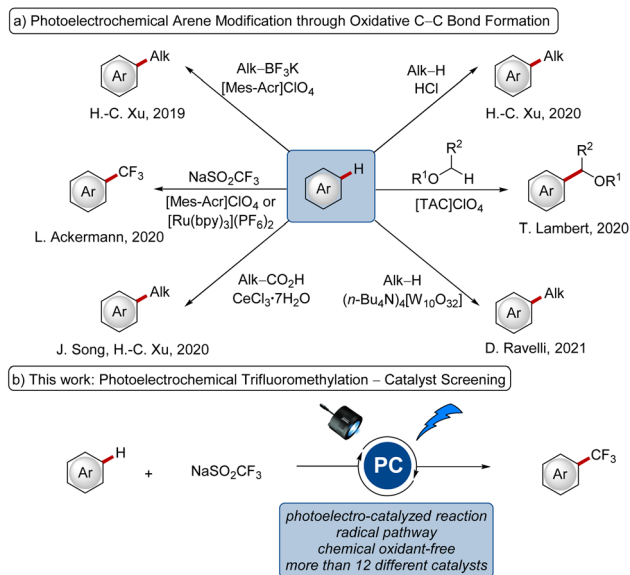 a) Photoelectrochemical Arene Modification through Oxidative C–C Bond Formation
Ar
Alk
H.-C. Xu, 2019
Alk–BF₃K
[Mes-Acr]ClO₄
Alk–H
HCl
Ar
Alk
H.-C. Xu, 2020
Ar
CF₃
L. Ackermann, 2020
NaSO₂CF₃
[Mes-Acr]ClO₄ or
[Ru(bpy)₃](PF₆)₂
Ar
H
R²
R¹O
H
[TAC]ClO₄
Ar
R²
OR¹
T. Lambert, 2020
Ar
Alk
J. Song, H.-C. Xu, 2020
Alk–CO₂H
CeCl₃•7H₂O
Alk–H
(n-Bu₄N)₄[W₁₀O₃₂]
Ar
Alk
D. Ravelli, 2021
b) This work: Photoelectrochemical Trifluoromethylation – Catalyst Screening
Ar
H
+
NaSO₂CF₃
PC
Ar
CF₃
photoelectro-catalyzed reaction
radical pathway
chemical oxidant-free
more than 12 different catalysts